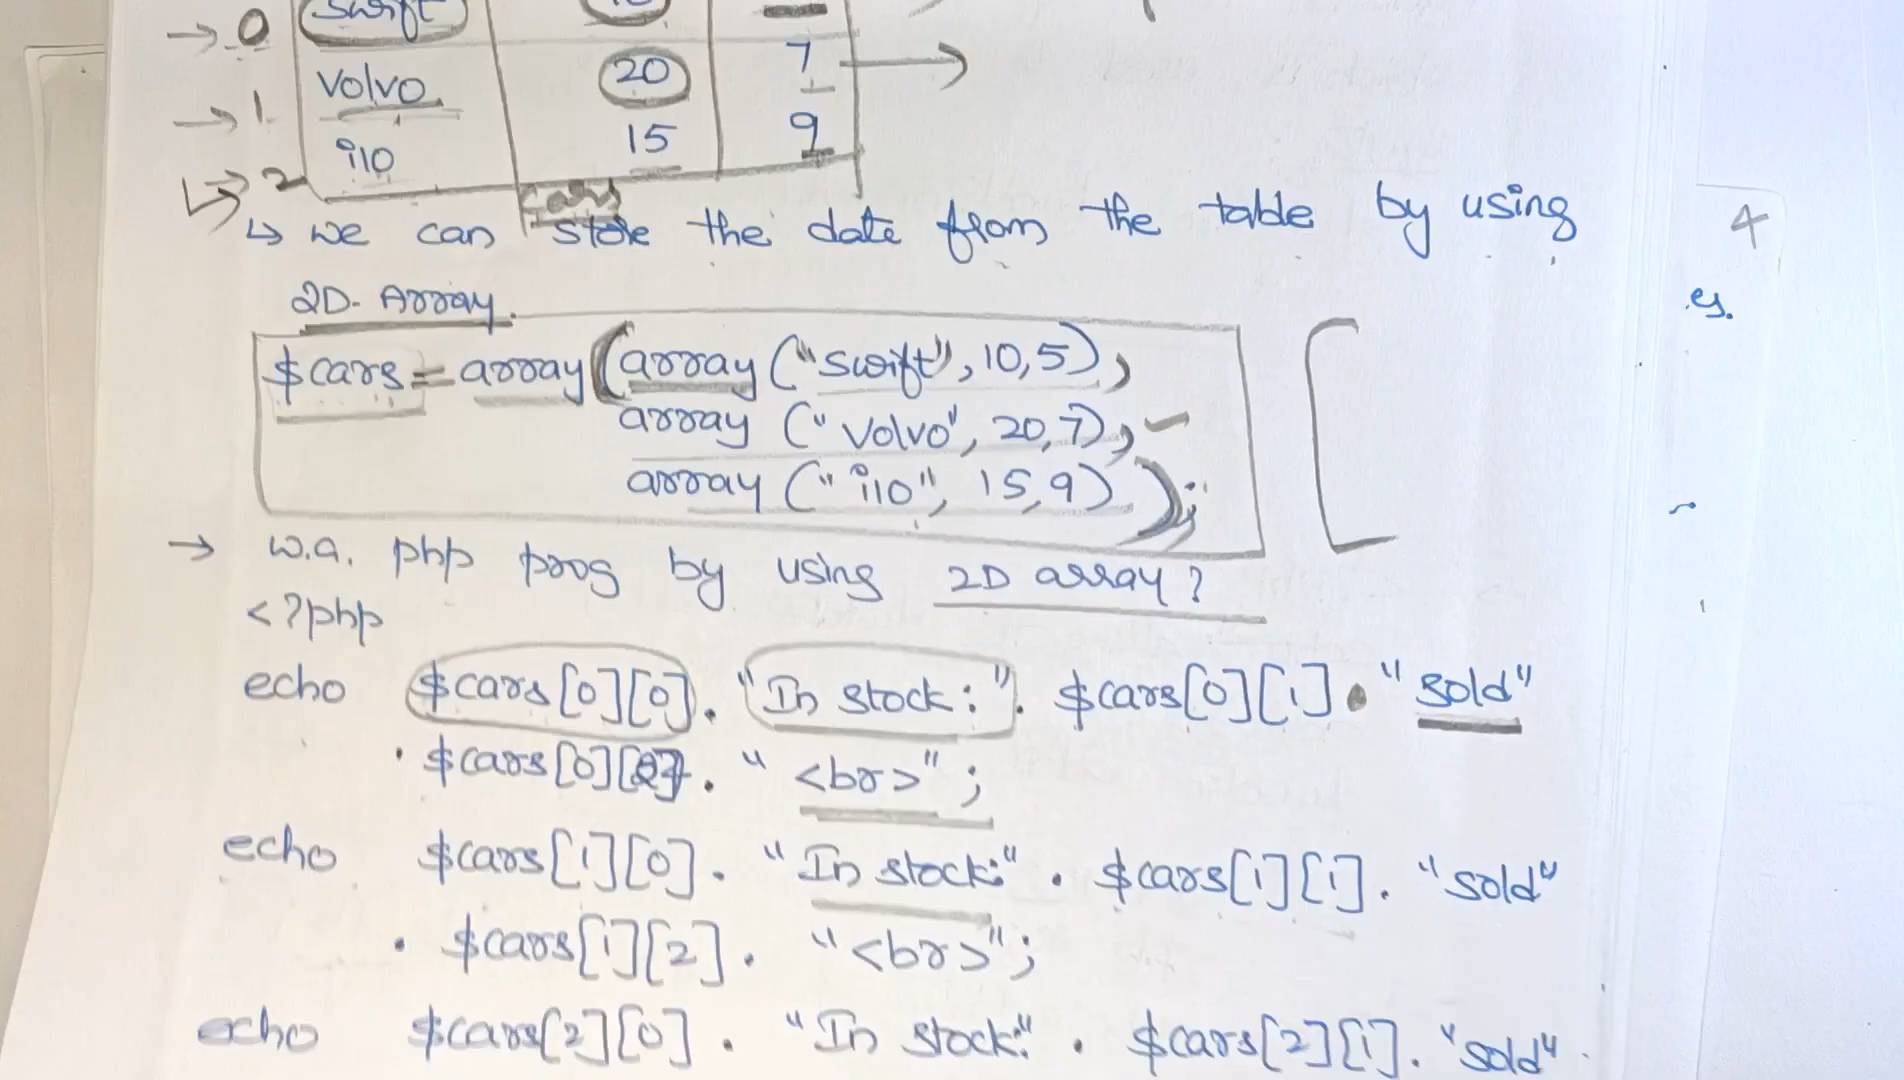 → 0 Swift
→ 1 Volvo 20 7 →
→ 2 i10 15 9
cars
↳ we can store the date from the table by using
2D- Array.
$cars = array (array ("swift", 10,5),
array ("Volvo", 20,7),
array ("i10", 15,9) );
→ w.a. php prog by using 2D array?
<?php
echo $cars[0][0]. "In stock:". $cars[0][1]. "sold"
. $cars[0][2]. "<br>";
echo $cars[1][0]. "In stock:" . $cars[1][1]. "sold"
. $cars[1][2]. "<br>";
echo $cars[2][0]. "In stock:" . $cars[2][1]. "sold".
4
es.